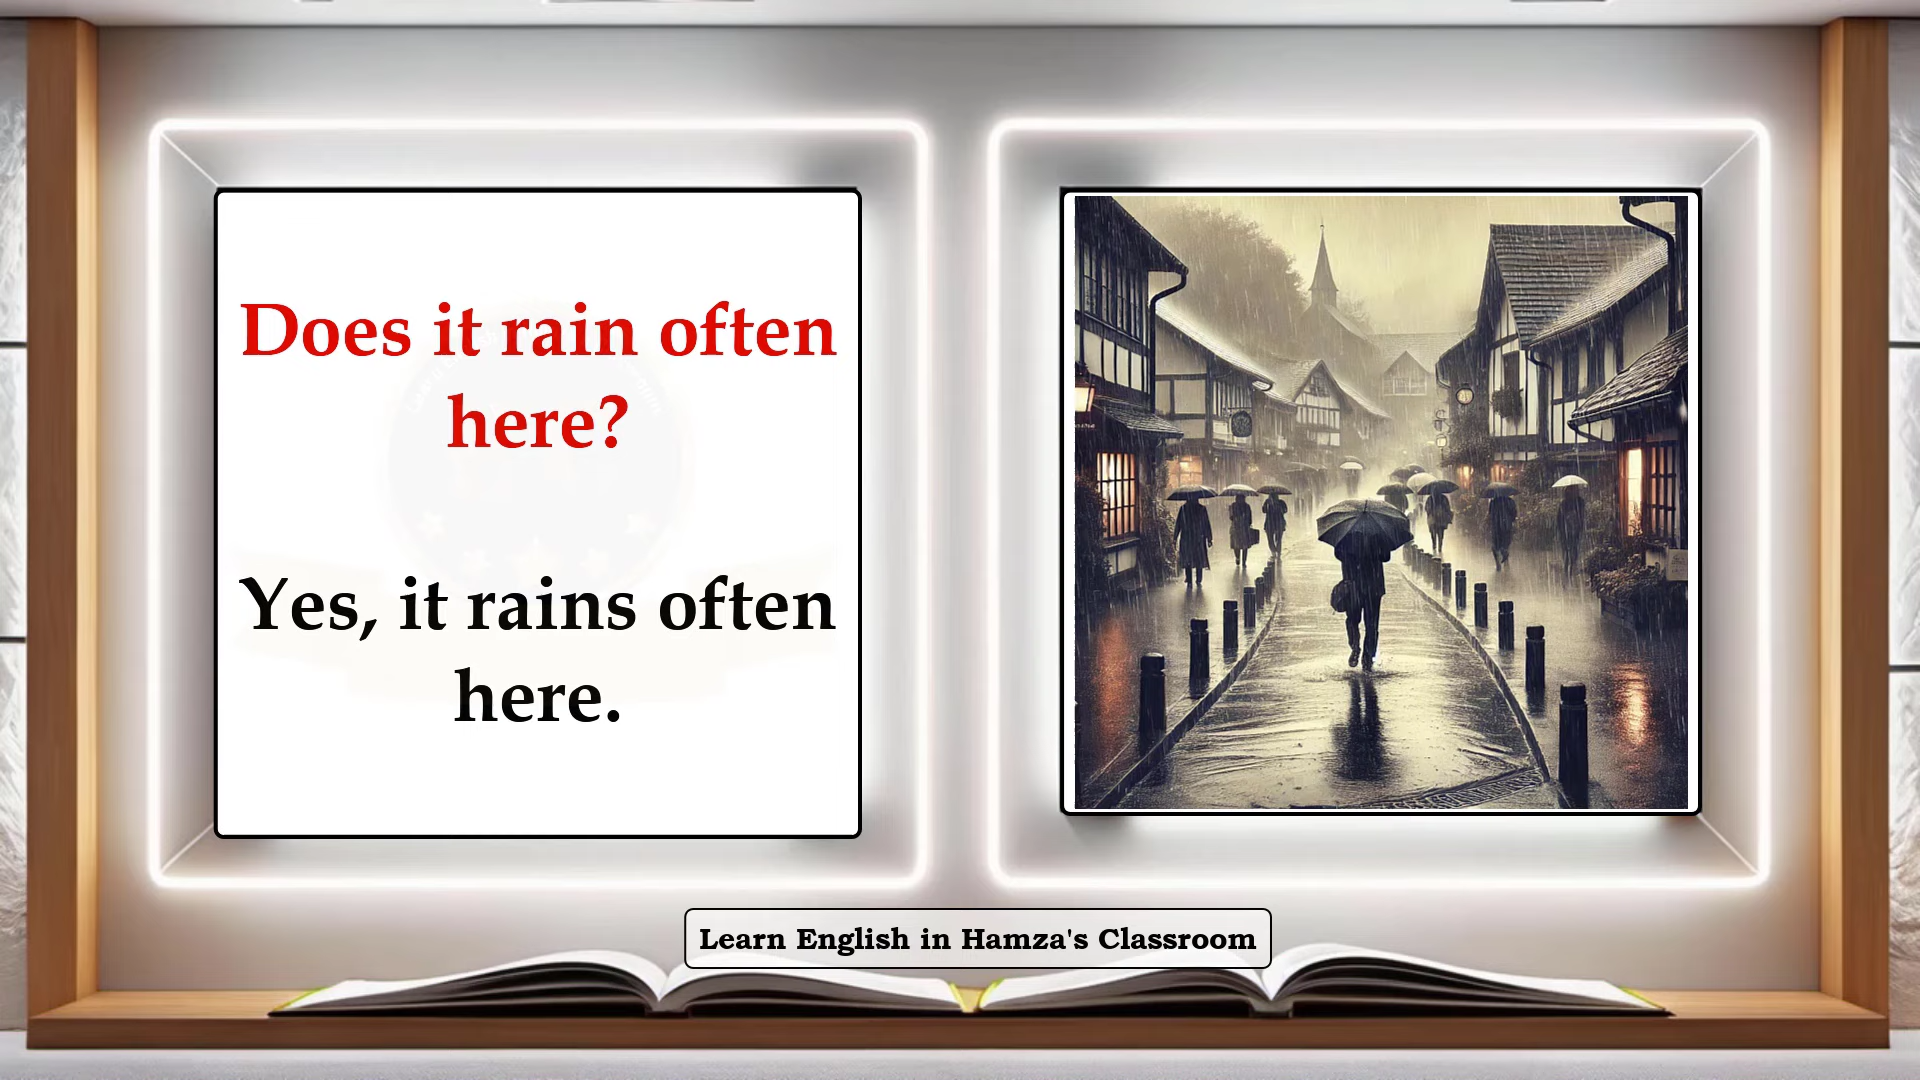 Does it rain often
here?
Yes, it rains often
here.
Learn English in Hamza's Classroom